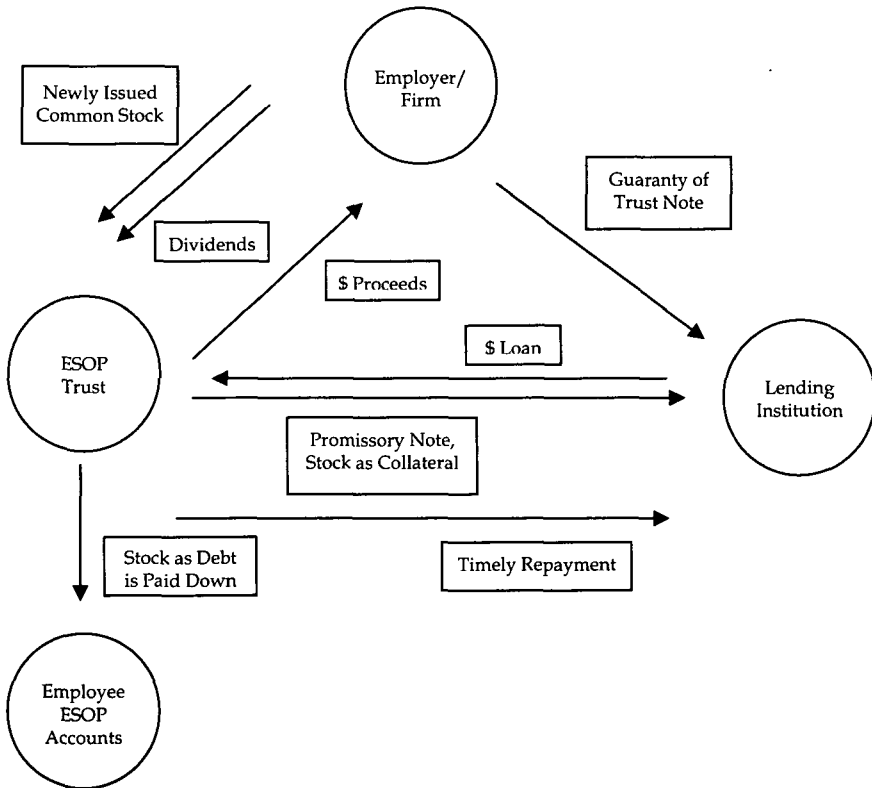 Employer/
Firm
Newly Issued
Common Stock
Guaranty of
Trust Note
Dividends
$ Proceeds
$ Loan
ESOP
Trust
Lending
Institution
Promissory Note,
Stock as Collateral
Stock as Debt
is Paid Down
Timely Repayment
Employee
ESOP
Accounts